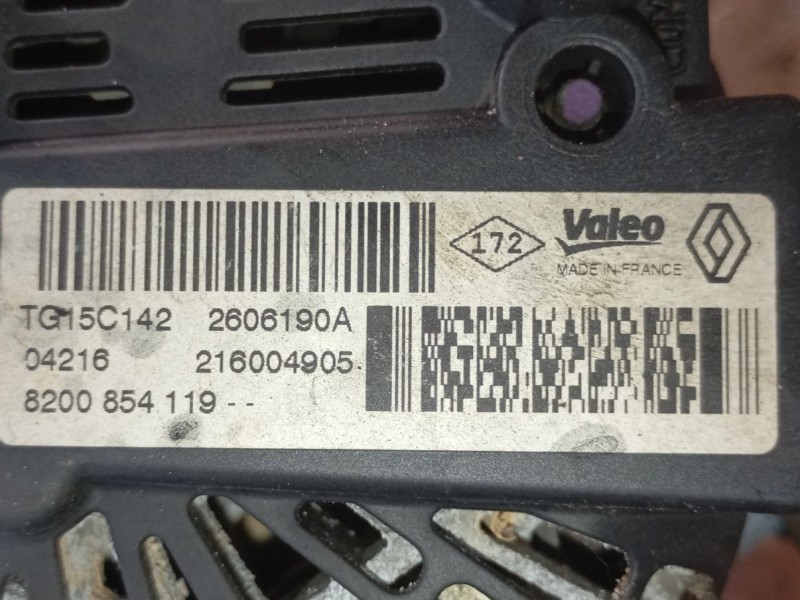 172
Valeo
MADE IN FRANCE
TG15C142 2606190A
04216 216004905
8200 854 119 - -